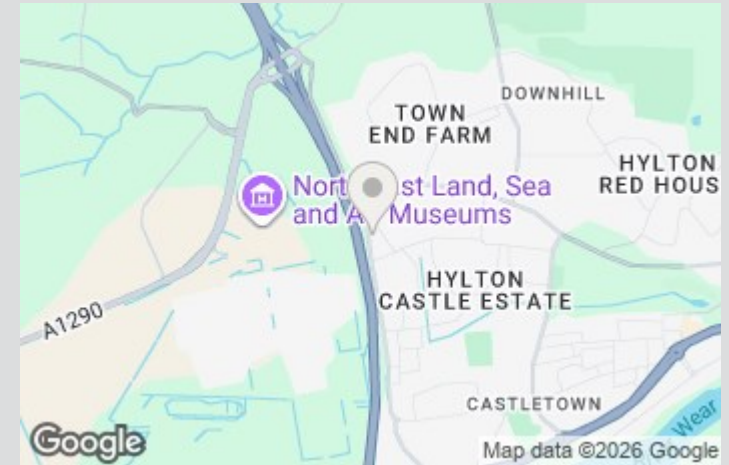 DOWNHILL
TOWN
END FARM
HYLTON
RED HOUS
Nort st Land, Sea
and A Museums
HYLTON
CASTLE ESTATE
A1290
CASTLETOWN
Wear
Google
Map data ©2026 Google